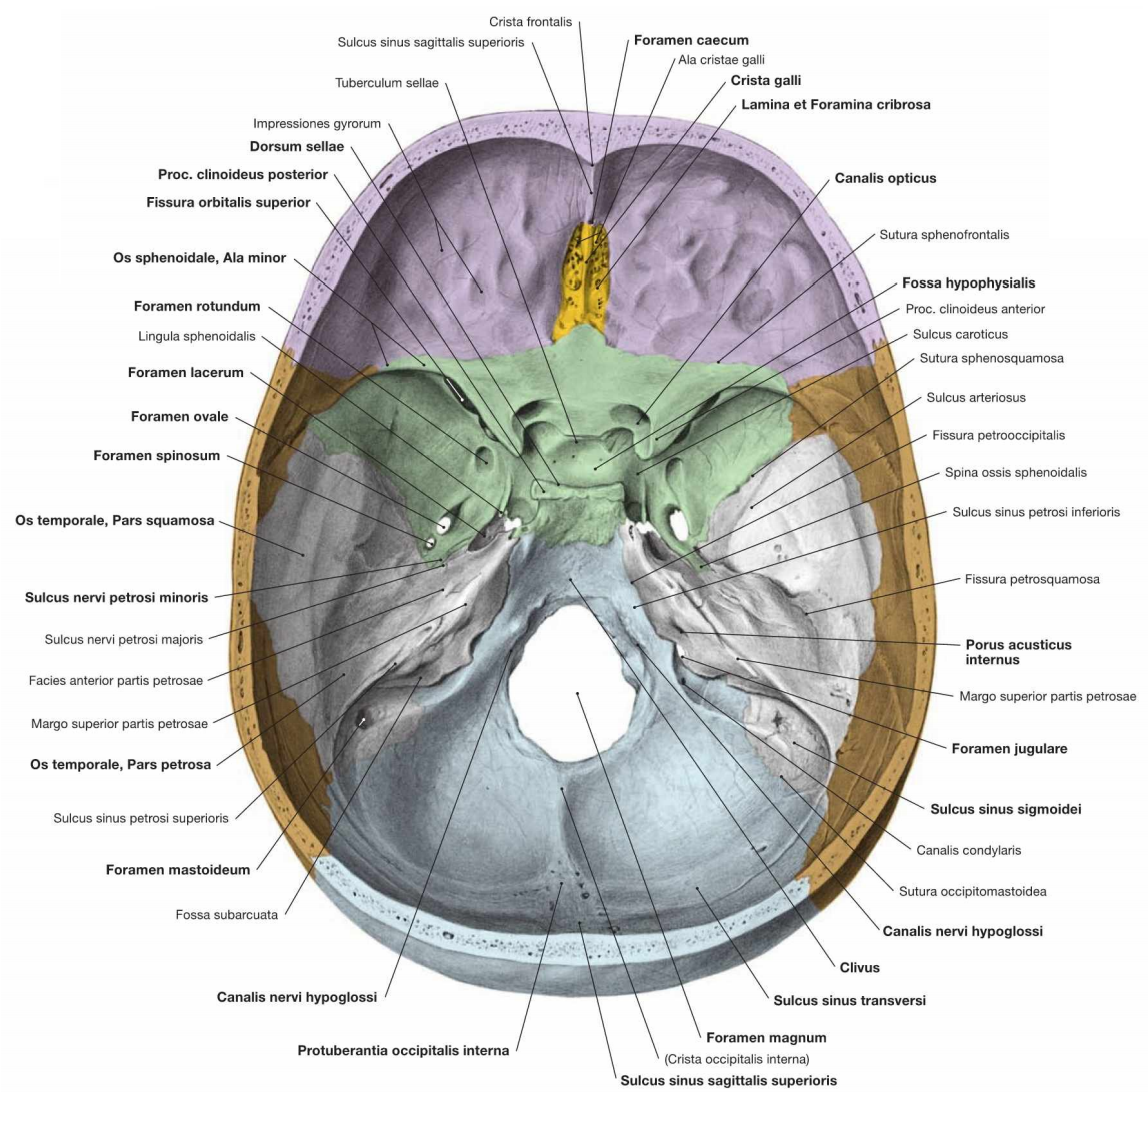 Crista frontalis
Sulcus sinus sagittalis superioris
Tuberculum sellae
Impressiones gyrorum
Dorsum sellae
Proc. clinoideus posterior
Fissura orbitalis superior
Os sphenoidale, Ala minor
Foramen rotundum
Lingula sphenoidalis
Foramen lacerum
Foramen ovale
Foramen spinosum
Os temporale, Pars squamosa
Sulcus nervi petrosi minoris
Sulcus nervi petrosi majoris
Facies anterior partis petrosae
Margo superior partis petrosae
Os temporale, Pars petrosa
Sulcus sinus petrosi superioris
Foramen mastoideum
Fossa subarcuata
Canalis nervi hypoglossi
Protuberantia occipitalis interna
Foramen caecum
Ala cristae galli
Crista galli
Lamina et Foramina cribrosa
Canalis opticus
Sutura sphenofrontalis
Fossa hypophysialis
Proc. clinoideus anterior
Sulcus caroticus
Sutura sphenosquamosa
Sulcus arteriosus
Fissura petrooccipitalis
Spina ossis sphenoidalis
Sulcus sinus petrosi inferioris
Fissura petrosquamosa
Porus acusticus
internus
Margo superior partis petrosae
Foramen jugulare
Sulcus sinus sigmoidei
Canalis condylaris
Sutura occipitomastoidea
Canalis nervi hypoglossi
Clivus
Sulcus sinus transversi
Foramen magnum
(Crista occipitalis interna)
Sulcus sinus sagittalis superioris